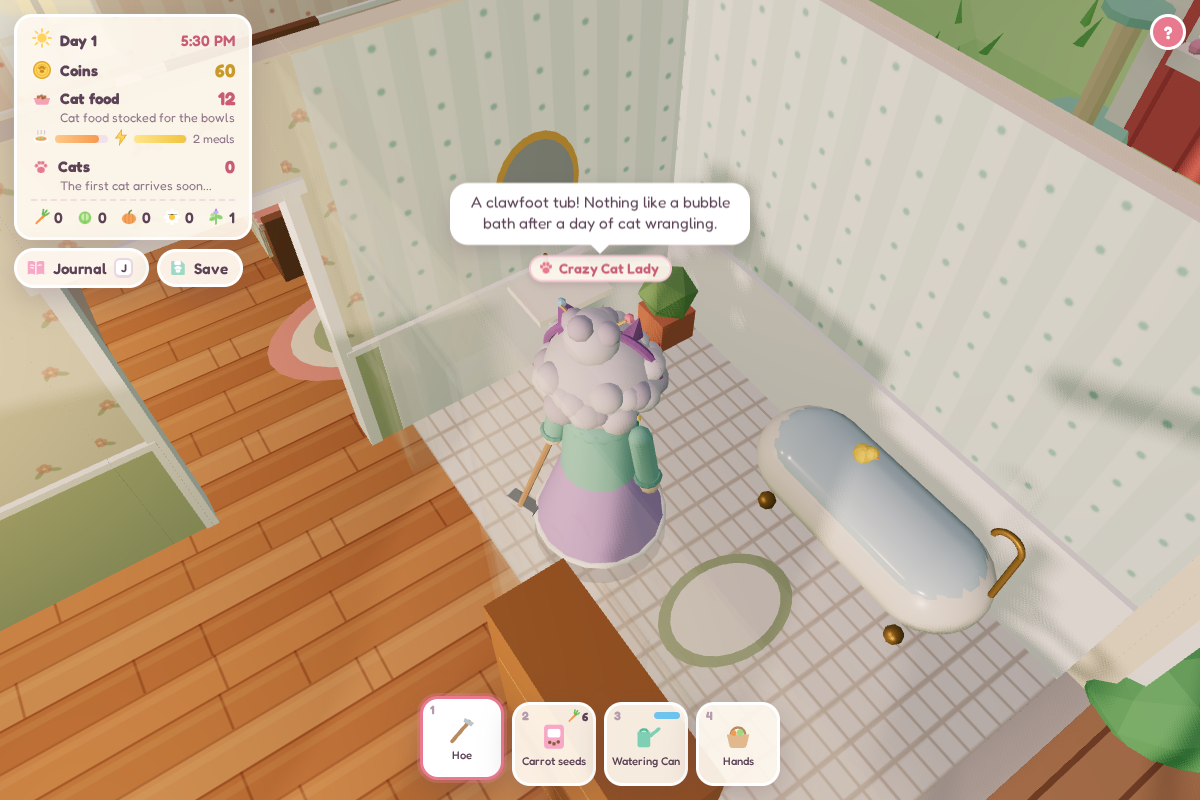 Day 1 5:30 PM
Coins 60
Cat food 12
Cat food stocked for the bowls
2 meals
Cats 0
The first cat arrives soon...
0 0 0 0 1
Journal J Save
?
A clawfoot tub! Nothing like a bubble
bath after a day of cat wrangling.
Crazy Cat Lady
1 Hoe
2 6 Carrot seeds
3 Watering Can
4 Hands